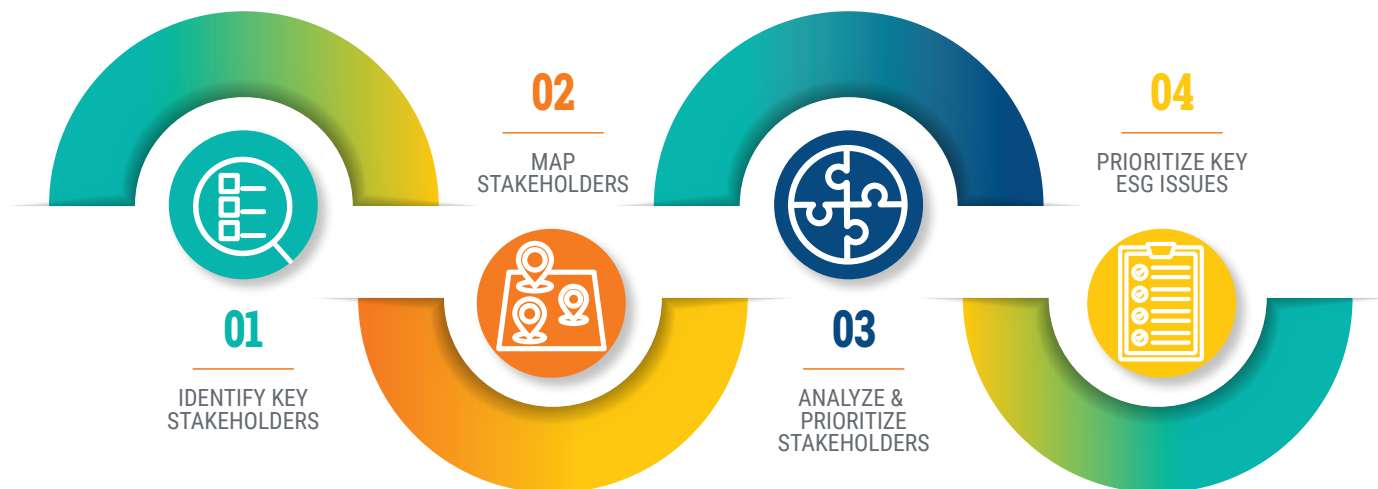 01
IDENTIFY KEY
STAKEHOLDERS
02
MAP
STAKEHOLDERS
03
ANALYZE &
PRIORITIZE
STAKEHOLDERS
04
PRIORITIZE KEY
ESG ISSUES